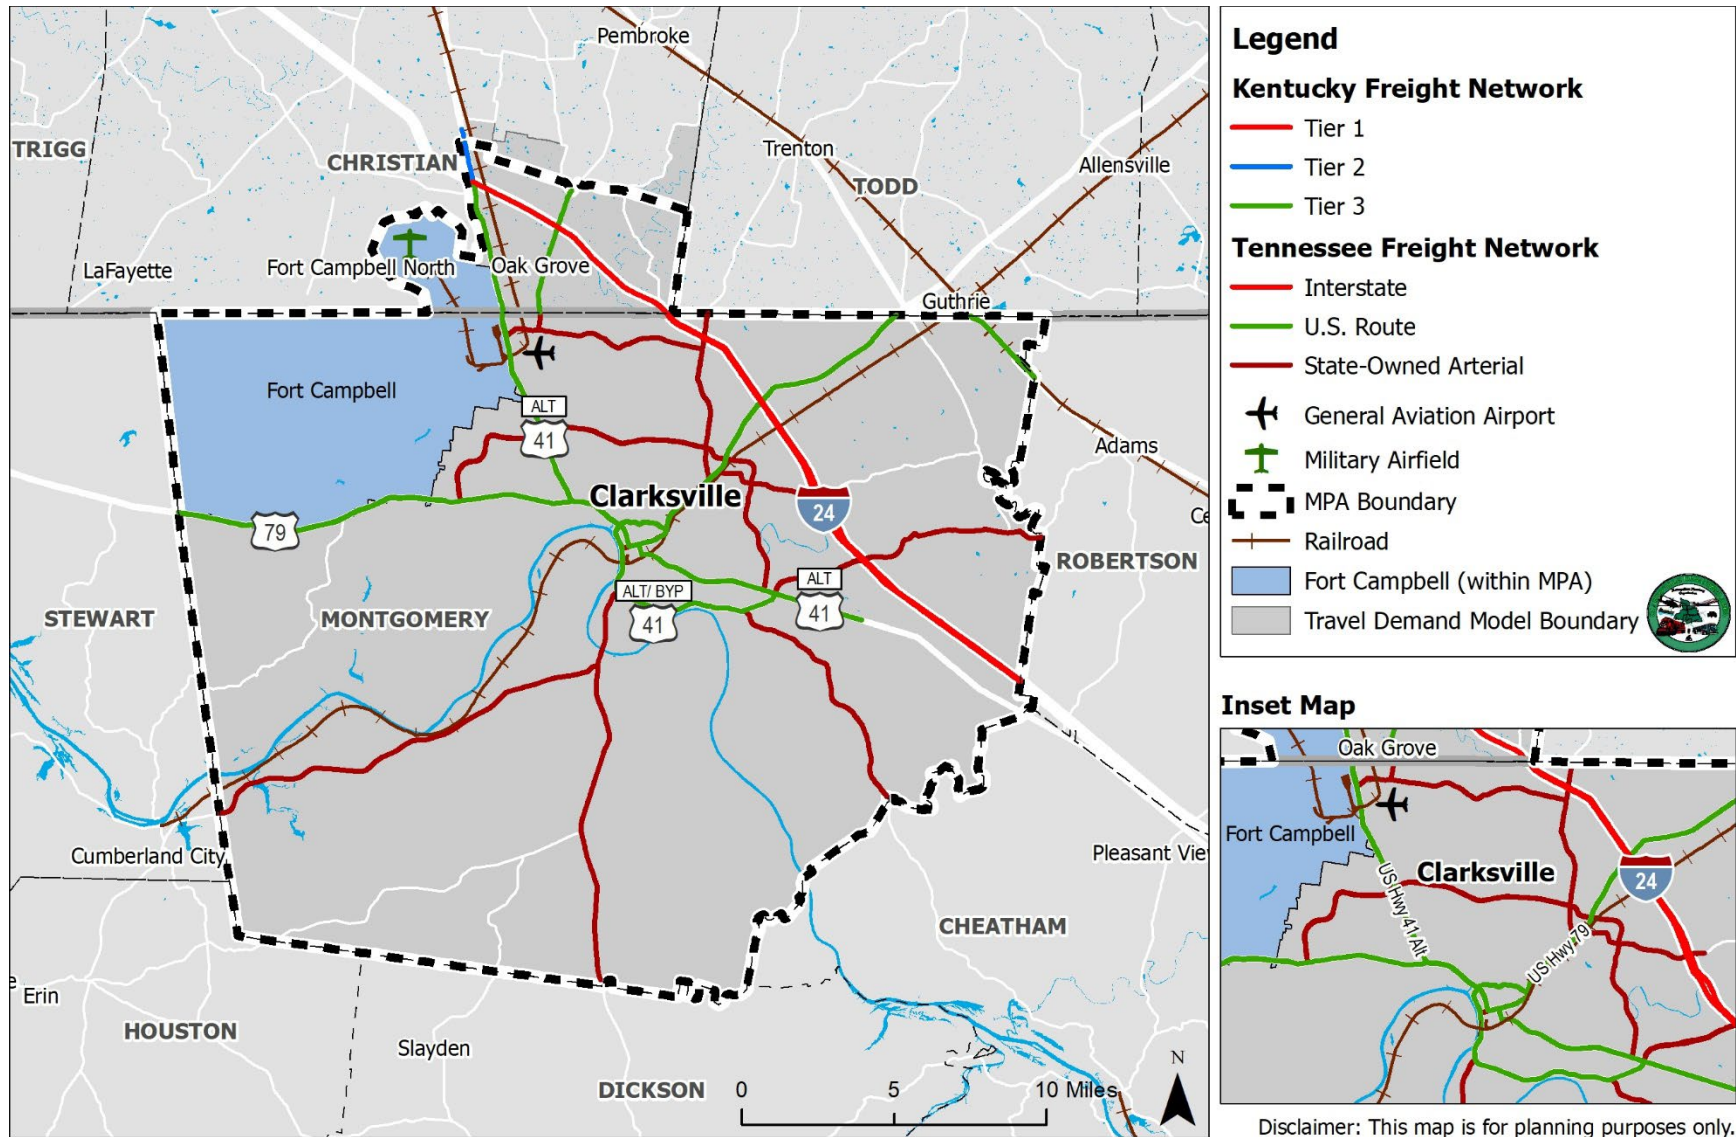 Pembroke
TRIGG
CHRISTIAN
Trenton
Allensville
TODD
LaFayette
Fort Campbell North
Oak Grove
Guthrie
Fort Campbell
ALT
41
Adams
Clarksville
24
79
Ce
ROBERTSON
STEWART
MONTGOMERY
ALT/ BYP
41
ALT
41
Cumberland City
Pleasant Vie
CHEATHAM
e
Erin
HOUSTON
Slayden
DICKSON
0 5 10 Miles
N
Legend
Kentucky Freight Network
Tier 1
Tier 2
Tier 3
Tennessee Freight Network
Interstate
U.S. Route
State-Owned Arterial
General Aviation Airport
Military Airfield
MPA Boundary
Railroad
Fort Campbell (within MPA)
Travel Demand Model Boundary
Inset Map
Oak Grove
Fort Campbell
Clarksville
24
US Hwy 41 Alt
US Hwy 79
Disclaimer: This map is for planning purposes only.